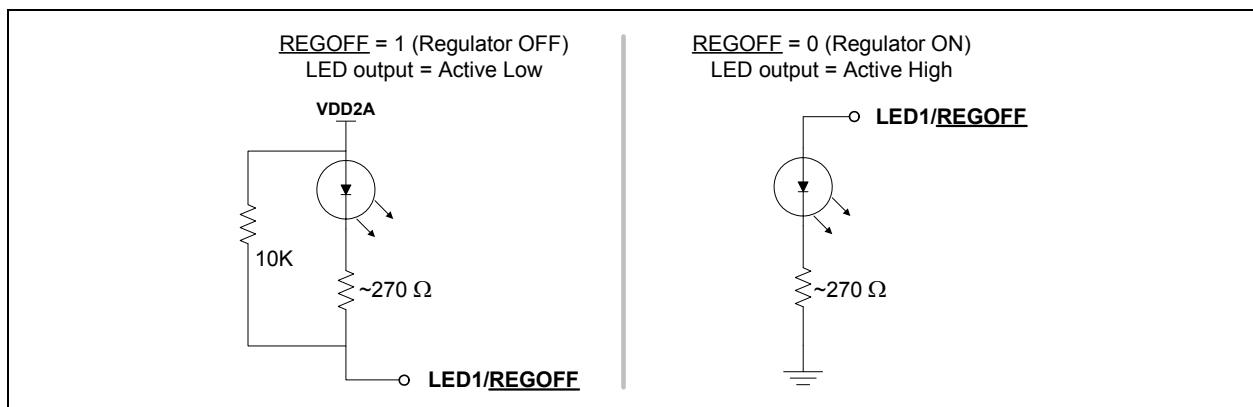 REGOFF = 1 (Regulator OFF)
LED output = Active Low
VDD2A
10K
~270 Ω
LED1/REGOFF
REGOFF = 0 (Regulator ON)
LED output = Active High
LED1/REGOFF
~270 Ω